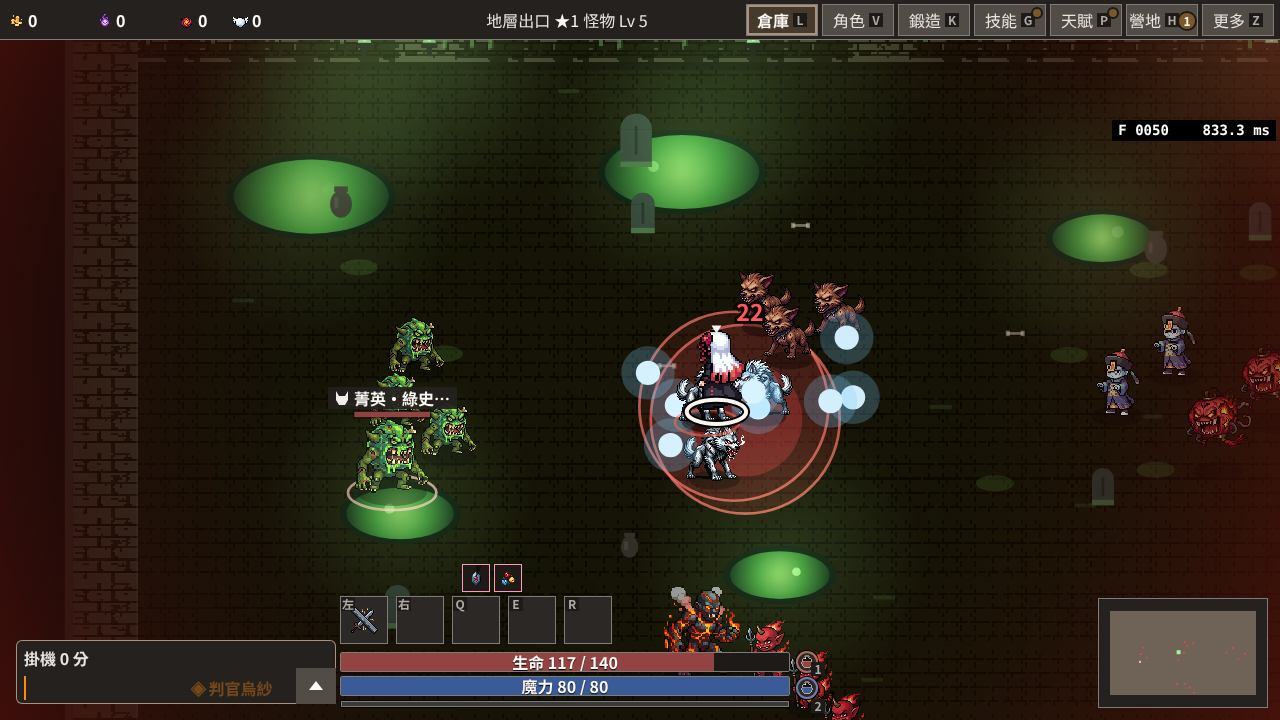 0 0 0 0
地層出口 ★1 怪物 Lv 5
倉庫 L 角色 V 鍛造 K 技能 G 天賦 P 營地 H 1 更多 Z
F 0050 833.3 ms
22
菁英・綠史…
左 右 Q E R
掛機 0 分
◈判官烏紗
生命 117 / 140
1
魔力 80 / 80
2